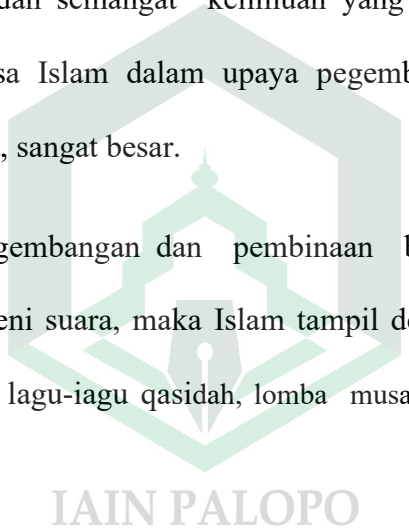 dan semangat keilmuan yang
sa Islam dalam upaya pegemb
, sangat besar.
gembangan dan pembinaan b
eni suara, maka Islam tampil de
lagu-iagu qasidah, lomba musa
IAIN PALOPO